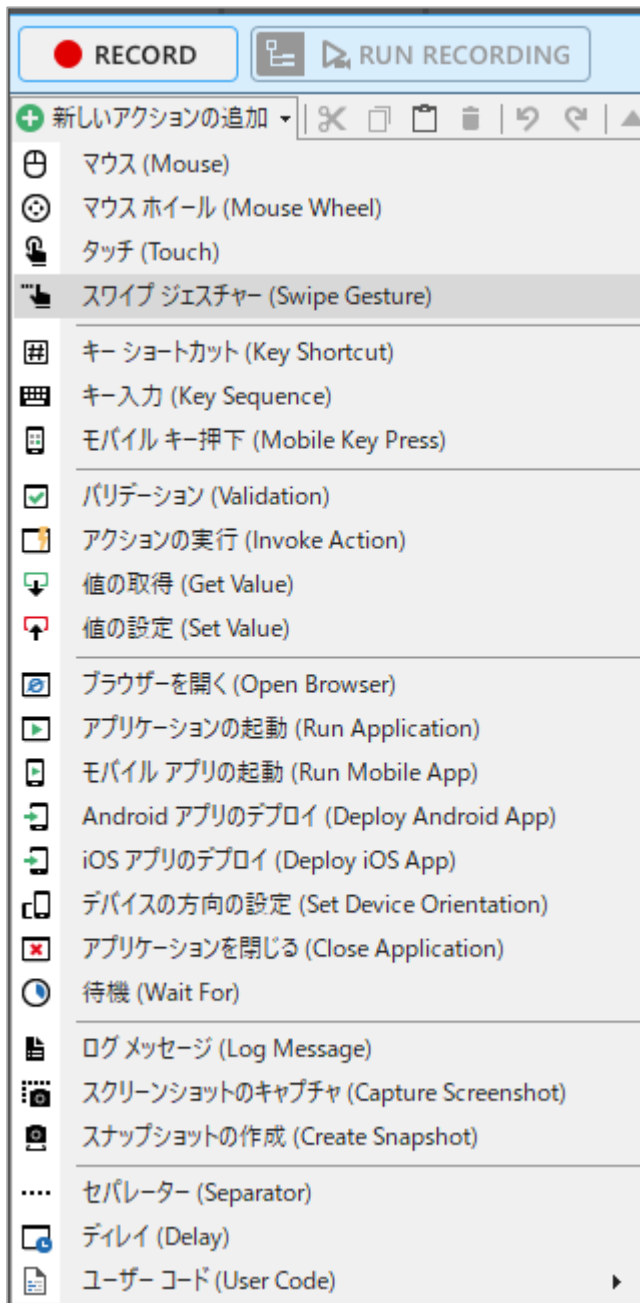 RECORD
RUN RECORDING
新しいアクションの追加
マウス (Mouse)
マウス ホイール (Mouse Wheel)
タッチ (Touch)
スワイプ ジェスチャー (Swipe Gesture)
キー ショートカット (Key Shortcut)
キー入力 (Key Sequence)
モバイル キー押下 (Mobile Key Press)
バリデーション (Validation)
アクションの実行 (Invoke Action)
値の取得 (Get Value)
値の設定 (Set Value)
ブラウザーを開く (Open Browser)
アプリケーションの起動 (Run Application)
モバイル アプリの起動 (Run Mobile App)
Android アプリのデプロイ (Deploy Android App)
iOS アプリのデプロイ (Deploy iOS App)
デバイスの方向の設定 (Set Device Orientation)
アプリケーションを閉じる (Close Application)
待機 (Wait For)
ログ メッセージ (Log Message)
スクリーンショットのキャプチャ (Capture Screenshot)
スナップショットの作成 (Create Snapshot)
セパレーター (Separator)
ディレイ (Delay)
ユーザー コード (User Code)